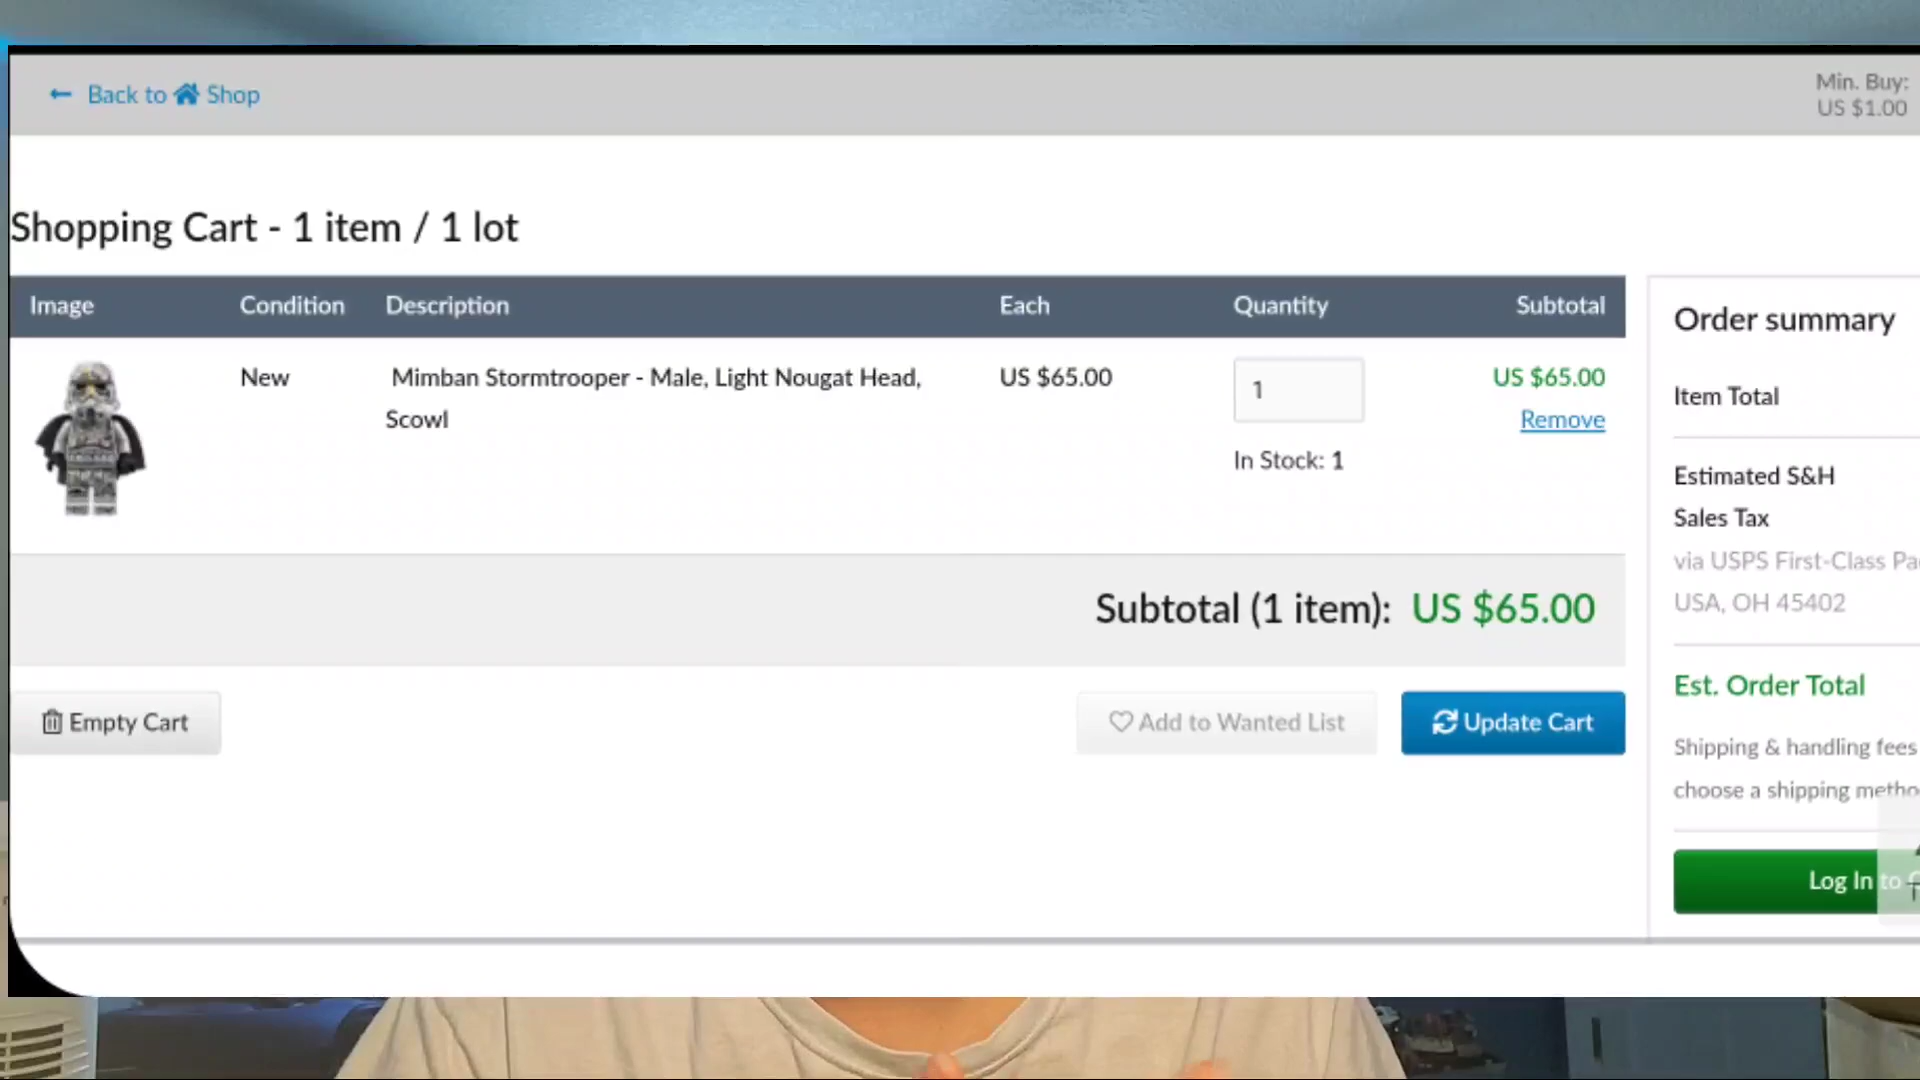 Back to Shop
Min. Buy:
US $1.00
Shopping Cart - 1 item / 1 lot
Image Condition Description Each Quantity Subtotal
New Mimban Stormtrooper - Male, Light Nougat Head, US $65.00 1 US $65.00
Scowl Remove
In Stock: 1
Subtotal (1 item): US $65.00
Empty Cart Add to Wanted List Update Cart
Order summary
Item Total
Estimated S&H
Sales Tax
via USPS First-Class
USA, OH 45402
Est. Order Total
Shipping & handling fees
choose a shipping
Log In to